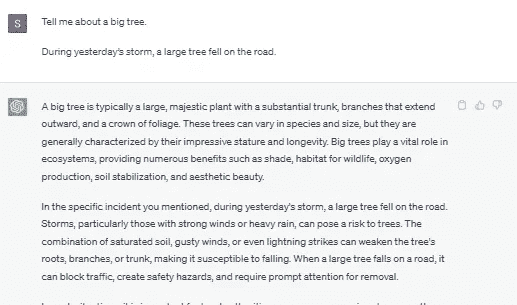 S
Tell me about a big tree.
During yesterday's storm, a large tree fell on the road.
A big tree is typically a large, majestic plant with a substantial trunk, branches that extend
outward, and a crown of foliage. These trees can vary in species and size, but they are
generally characterized by their impressive stature and longevity. Big trees play a vital role in
ecosystems, providing numerous benefits such as shade, habitat for wildlife, oxygen
production, soil stabilization, and aesthetic beauty.
In the specific incident you mentioned, during yesterday's storm, a large tree fell on the road.
Storms, particularly those with strong winds or heavy rain, can pose a risk to trees. The
combination of saturated soil, gusty winds, or even lightning strikes can weaken the tree's
roots, branches, or trunk, making it susceptible to falling. When a large tree falls on a road, it
can block traffic, create safety hazards, and require prompt attention for removal.